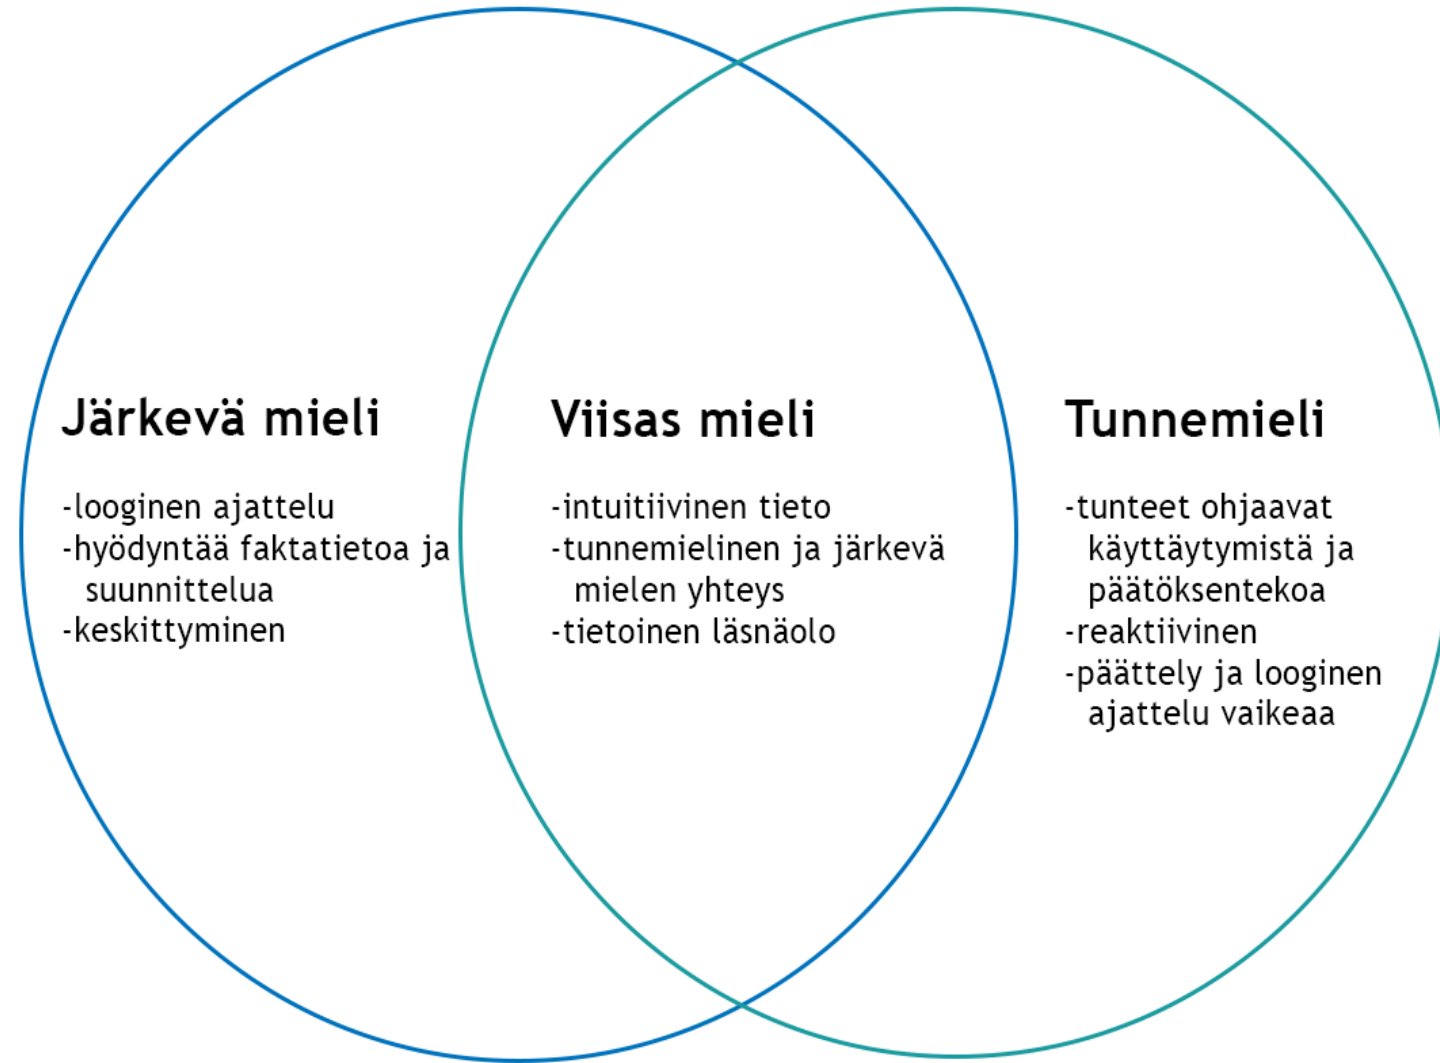 Järkevä mieli
-looginen ajattelu
-hyödyntää faktatietoa ja
suunnittelua
-keskittyminen
Viisas mieli
-intuitiivinen tieto
-tunnemielinen ja järkevä
mielen yhteys
-tietoinen läsnäolo
Tunnemieli
-tunteet ohjaavat
käyttäytymistä ja
päätöksentekoa
-reaktiivinen
-päättely ja looginen
ajattelu vaikeaa